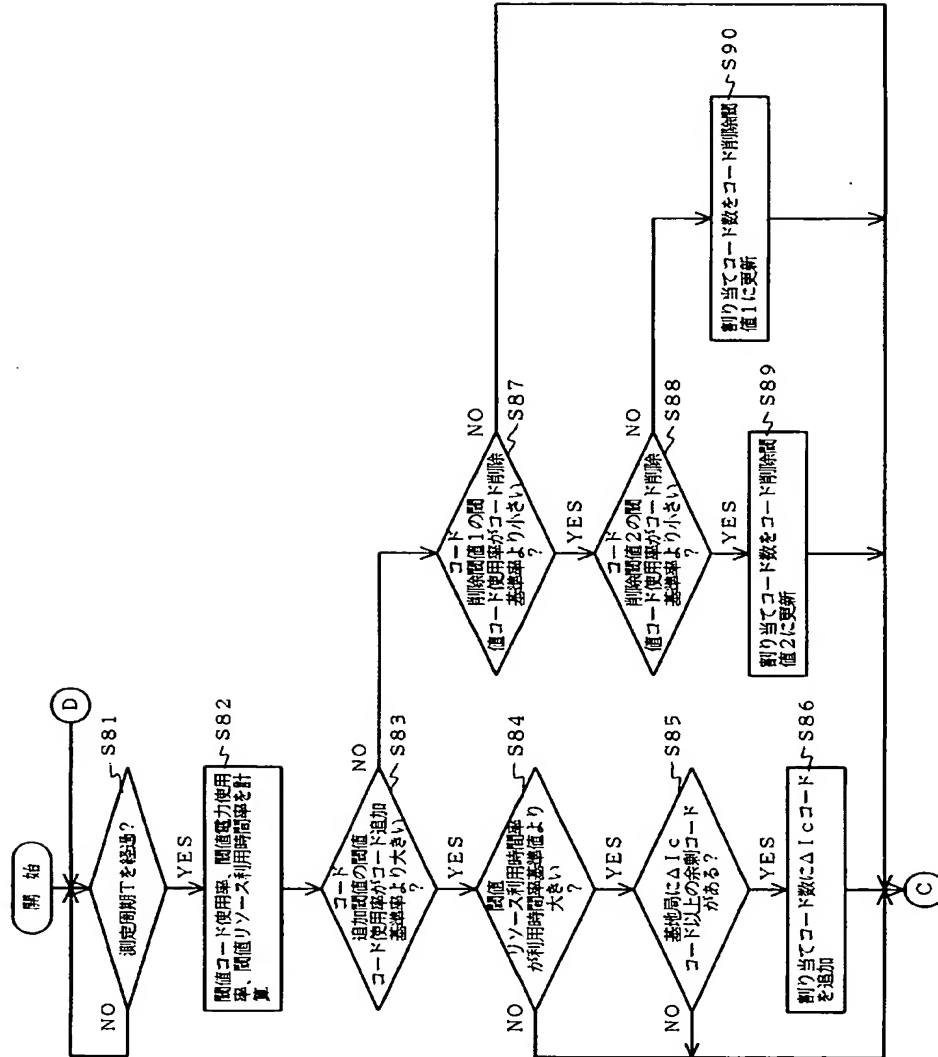 開 始
D
測定周期Tを経過?
S81
NO
YES
閾値コード使用率、閾値電力使用
率、閾値リソース利用時間率を計
算
S82
コード
追加閾値の閾値
コード使用率がコード追加
基準率より大きい
?
S83
NO
YES
閾値
リソース利用時間率
が利用時間率基準値より
大きい
?
S84
NO
YES
基地局にΔIc
コード以上の余剰コード
がある?
S85
NO
YES
割り当てコード数にΔIcコード
を追加
S86
コード
削除閾値1の閾
値コード使用率がコード削除
基準率より小さい
?
S87
NO
YES
コード
削除閾値2の閾
値コード使用率がコード削除
基準率より小さい
?
S88
NO
YES
割り当てコード数をコード削除閾
値2に更新
S89
割り当てコード数をコード削除閾
値1に更新
S90
C